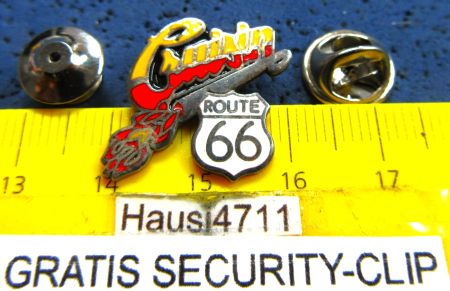 Cruisin
ROUTE
66
13 14 15 16 17
Hausi4711
GRATIS SECURITY-CLIP